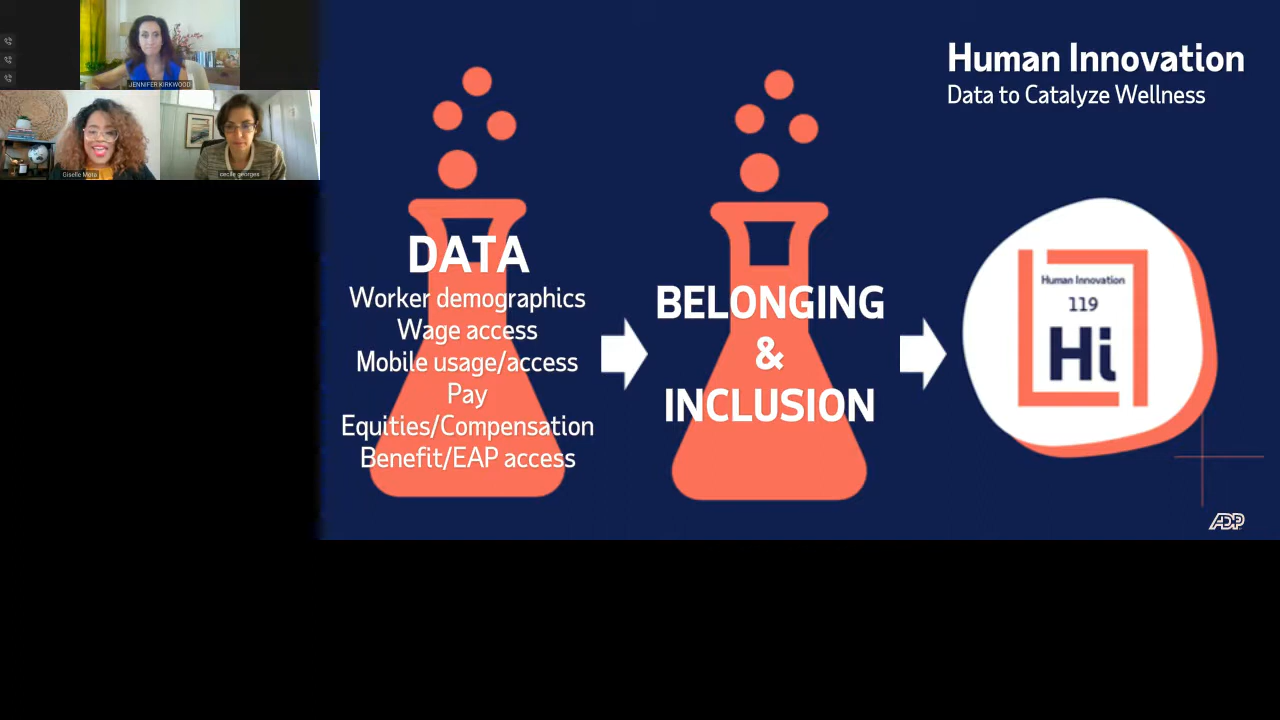 JENNIFER KIRKWOOD
Giselle Mota
cecile georges
Human Innovation
Data to Catalyze Wellness
DATA
Worker demographics
Wage access
Mobile usage/access
Pay
Equities/Compensation
Benefit/EAP access
BELONGING
&
INCLUSION
Human Innovation
119
Hi
ADP